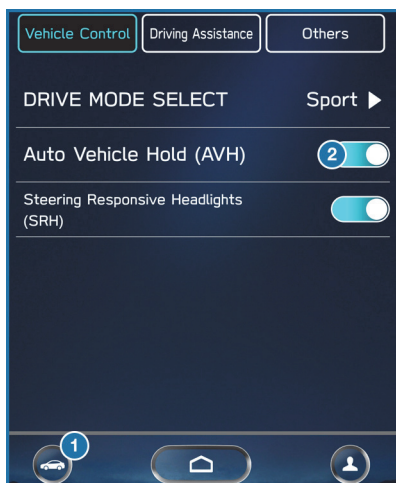 Vehicle Control Driving Assistance Others
DRIVE MODE SELECT Sport
Auto Vehicle Hold (AVH) 2
Steering Responsive Headlights
(SRH)
1